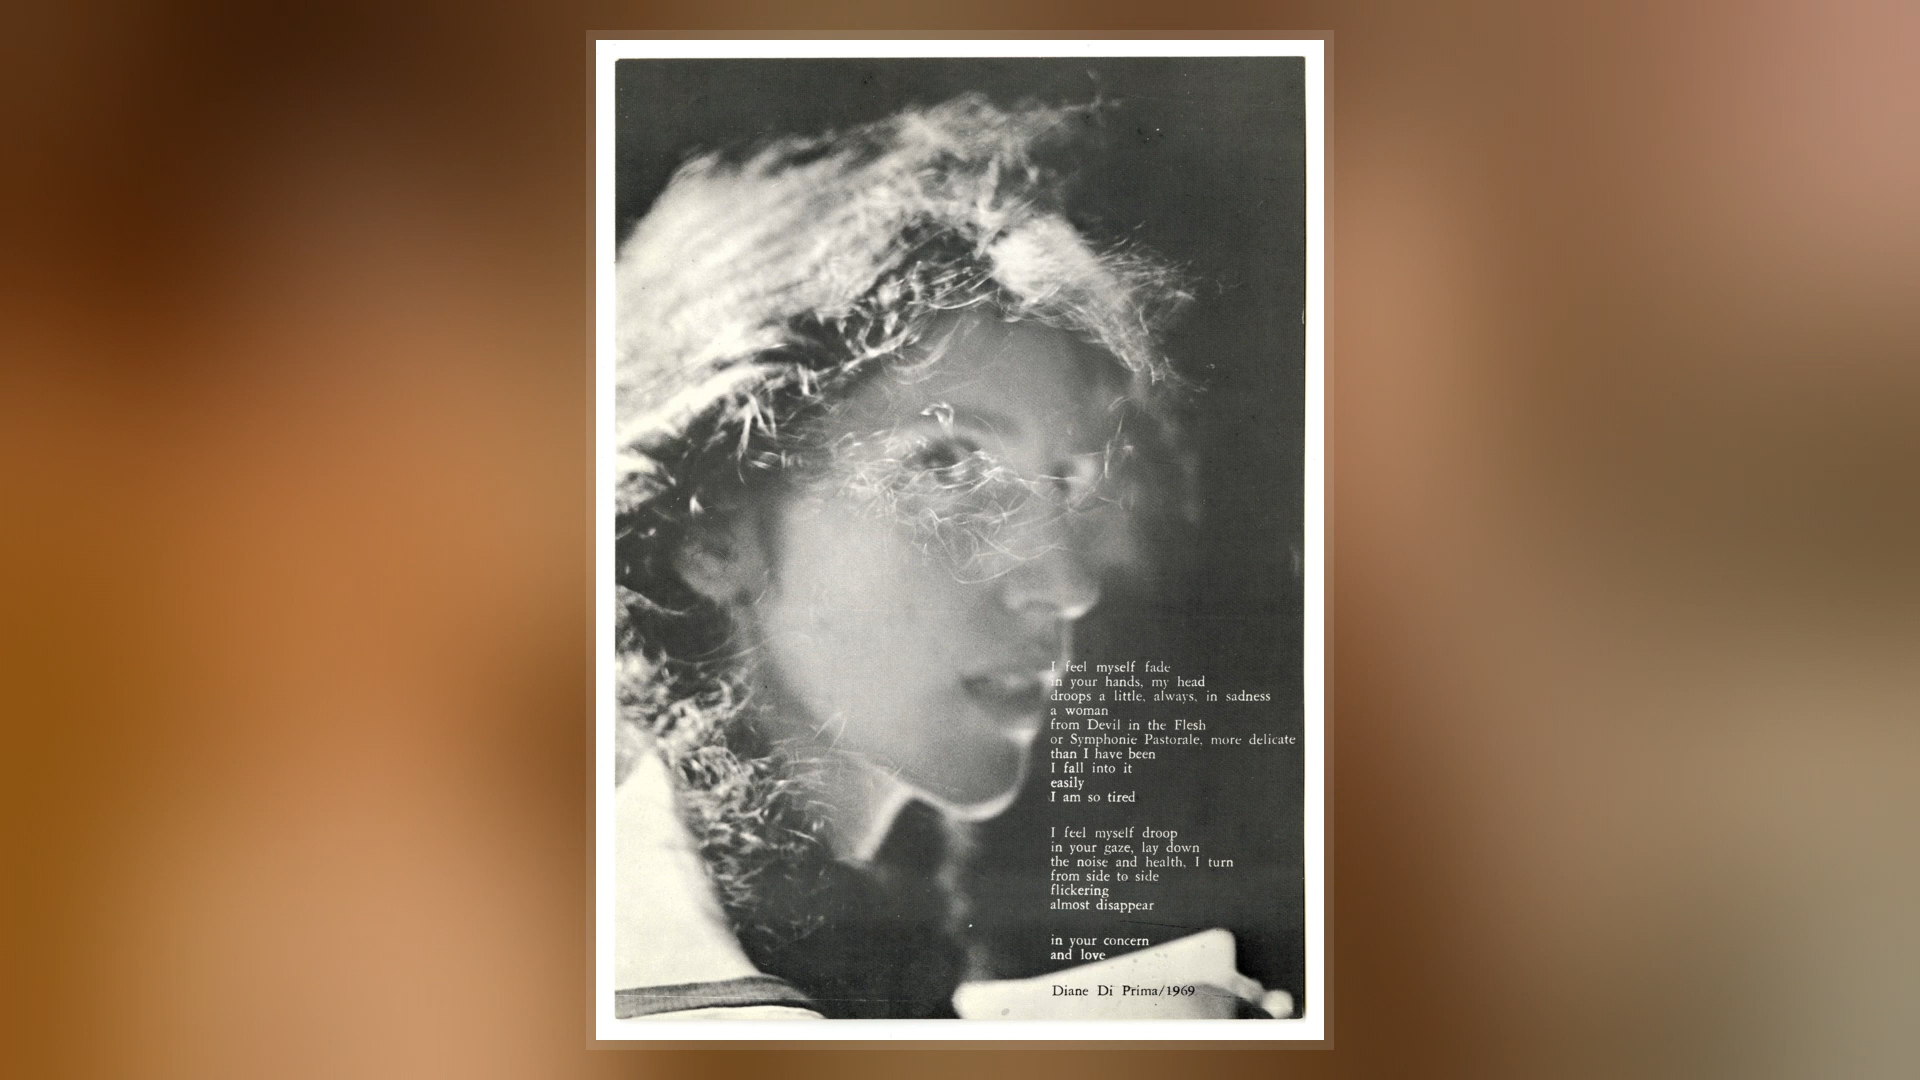 I feel myself fade
in your hands, my head
droops a little, always, in sadness
a woman
from Devil in the Flesh
or Symphonie Pastorale, more delicate
than I have been
I fall into it
easily
I am so tired
I feel myself droop
in your gaze, lay down
the noise and health, I turn
from side to side
flickering
almost disappear
in your concern
and love
Diane Di Prima/1969